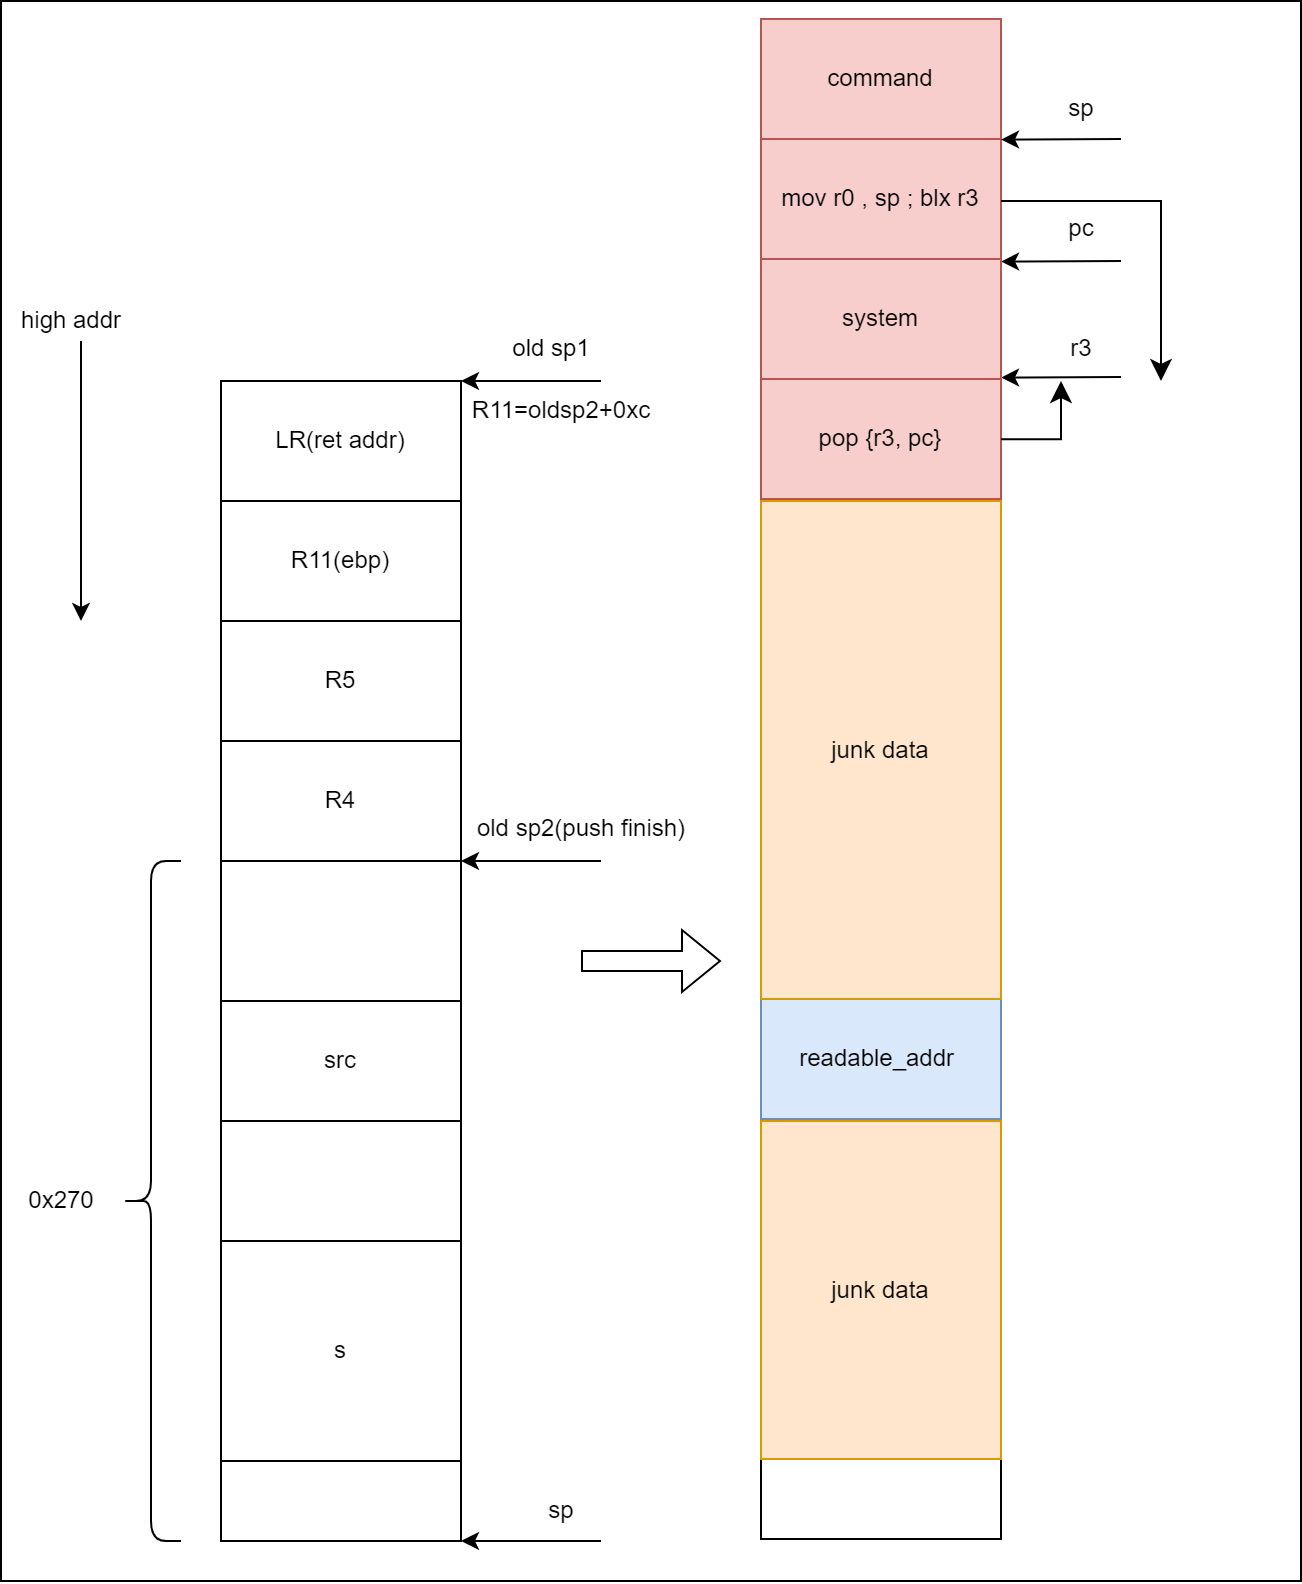 command
sp
mov r0 , sp ; blx r3
pc
high addr
system
old sp1
r3
R11=oldsp2+0xc
LR(ret addr)
pop {r3, pc}
R11(ebp)
R5
junk data
R4
old sp2(push finish)
src
readable_addr
0x270
junk data
s
sp